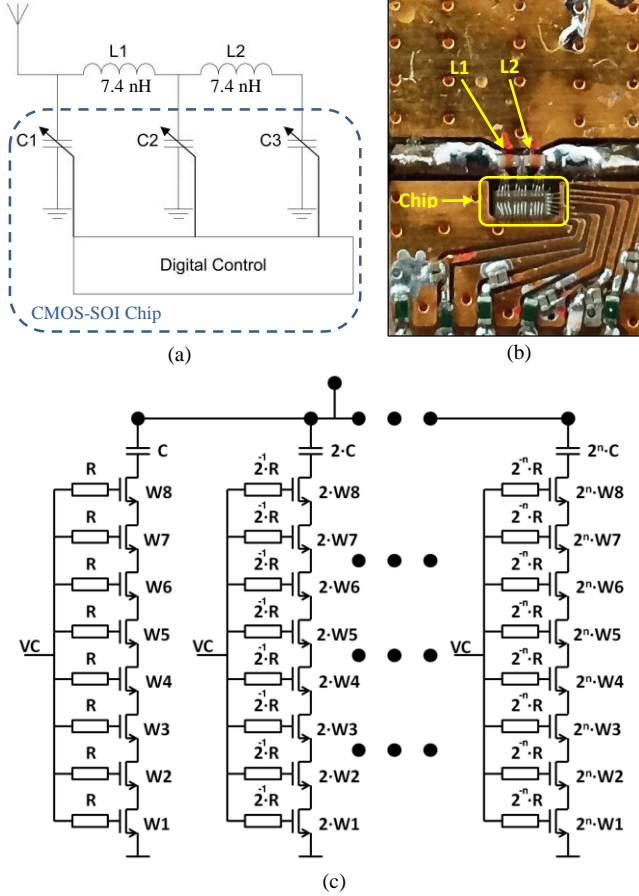 L1 L2
7.4 nH 7.4 nH
C1 C2 C3
Digital Control
CMOS-SOI Chip
(a)
L1 L2
Chip
(b)
C 2·C 2ⁿ·C
R W8 2⁻¹·R 2·W8 2⁻ⁿ·R 2ⁿ·W8
R W7 2⁻¹·R 2·W7 2⁻ⁿ·R 2ⁿ·W7
R W6 2⁻¹·R 2·W6 2⁻ⁿ·R 2ⁿ·W6
R W5 2⁻¹·R 2·W5 2⁻ⁿ·R 2ⁿ·W5
VC VC VC
R W4 2⁻¹·R 2·W4 2⁻ⁿ·R 2ⁿ·W4
R W3 2⁻¹·R 2·W3 2⁻ⁿ·R 2ⁿ·W3
R W2 2⁻¹·R 2·W2 2⁻ⁿ·R 2ⁿ·W2
R W1 2⁻¹·R 2·W1 2⁻ⁿ·R 2ⁿ·W1
(c)